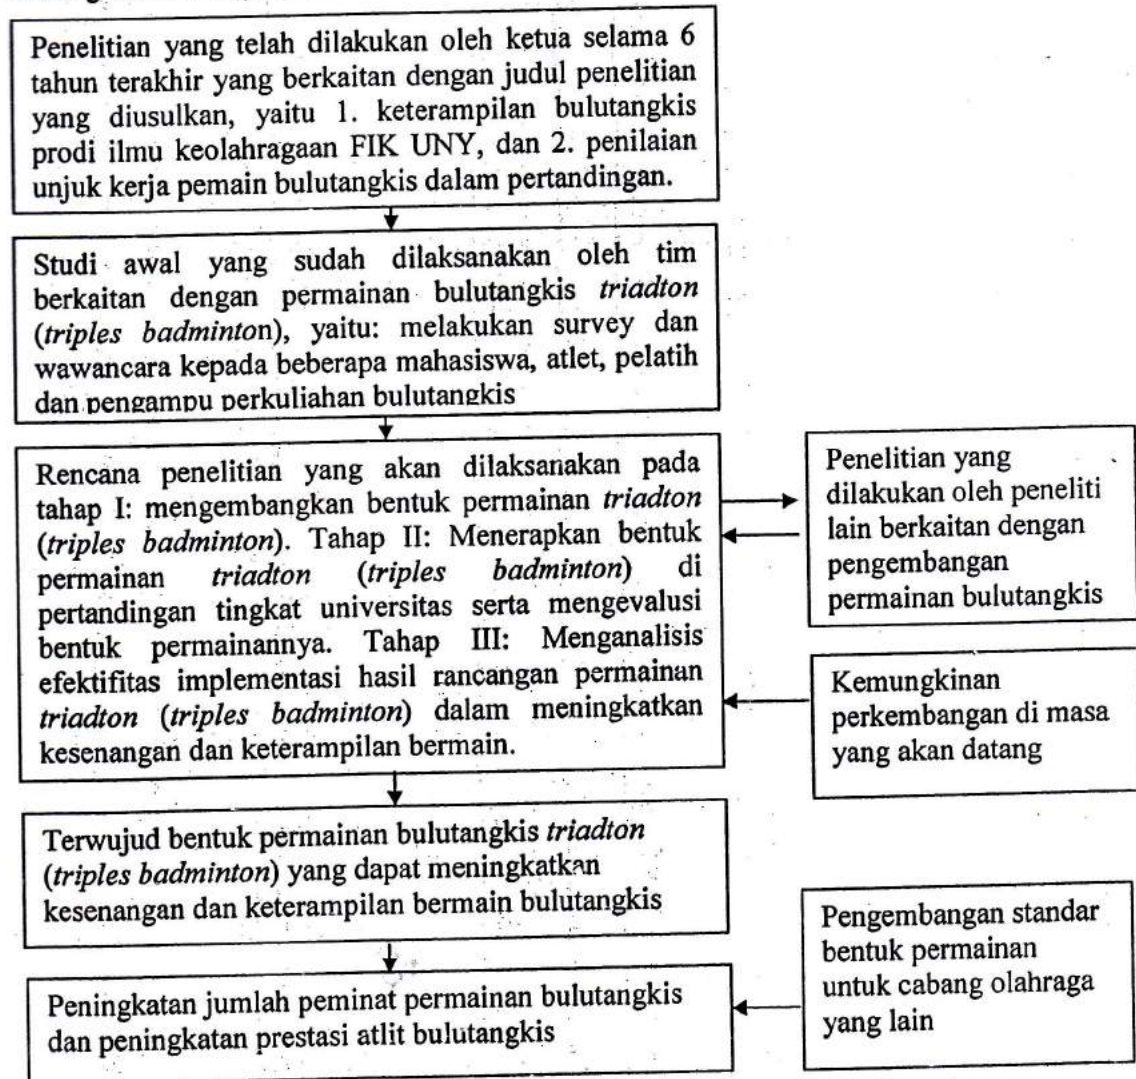 Penelitian yang telah dilakukan oleh ketua selama 6
tahun terakhir yang berkaitan dengan judul penelitian
yang diusulkan, yaitu 1. keterampilan bulutangkis
prodi ilmu keolahragaan FIK UNY, dan 2. penilaian
unjuk kerja pemain bulutangkis dalam pertandingan.
Studi awal yang sudah dilaksanakan oleh tim
berkaitan dengan permainan bulutangkis triadton
(triples badminton), yaitu: melakukan survey dan
wawancara kepada beberapa mahasiswa, atlet, pelatih
dan pengampu perkuliahan bulutangkis
Rencana penelitian yang akan dilaksanakan pada
tahap I: mengembangkan bentuk permainan triadton
(triples badminton). Tahap II: Menerapkan bentuk
permainan triadton (triples badminton) di
pertandingan tingkat universitas serta mengevalusi
bentuk permainannya. Tahap III: Menganalisis
efektifitas implementasi hasil rancangan permainan
triadton (triples badminton) dalam meningkatkan
kesenangan dan keterampilan bermain.
Penelitian yang
dilakukan oleh peneliti
lain berkaitan dengan
pengembangan
permainan bulutangkis
Kemungkinan
perkembangan di masa
yang akan datang
Terwujud bentuk permainan bulutangkis triadton
(triples badminton) yang dapat meningkatkan
kesenangan dan keterampilan bermain bulutangkis
Peningkatan jumlah peminat permainan bulutangkis
dan peningkatan prestasi atlit bulutangkis
Pengembangan standar
bentuk permainan
untuk cabang olahraga
yang lain